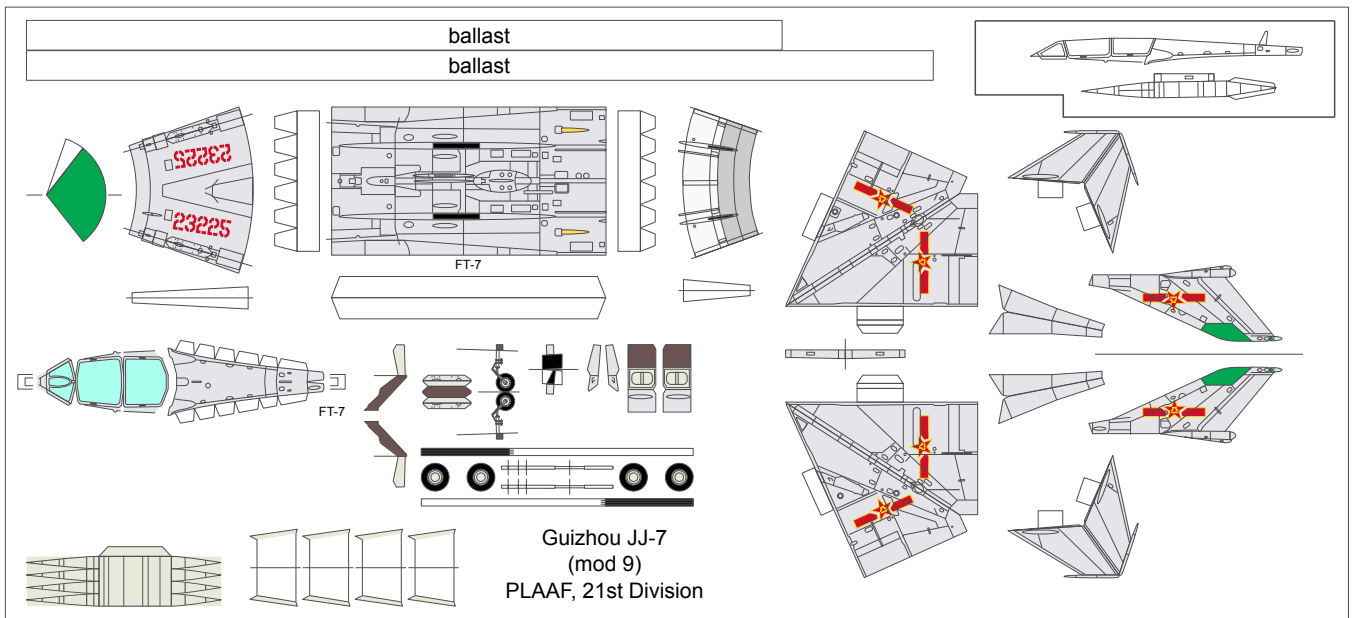 ballast
ballast
23225
23225
FT-7
FT-7
Guizhou JJ-7
(mod 9)
PLAAF, 21st Division